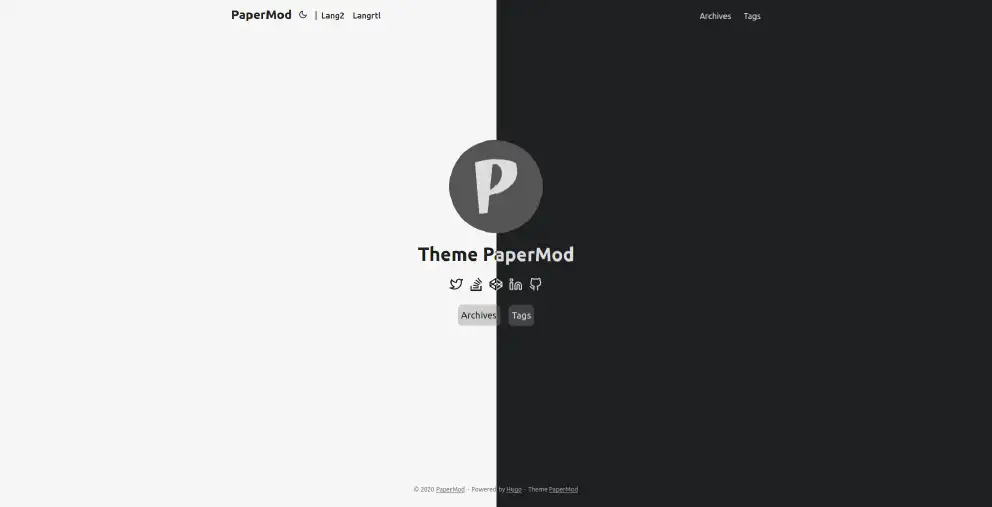 PaperMod | Lang2 Langrtl Archives Tags
P
Theme PaperMod
Archives Tags
© 2020 PaperMod · Powered by Hugo · Theme PaperMod